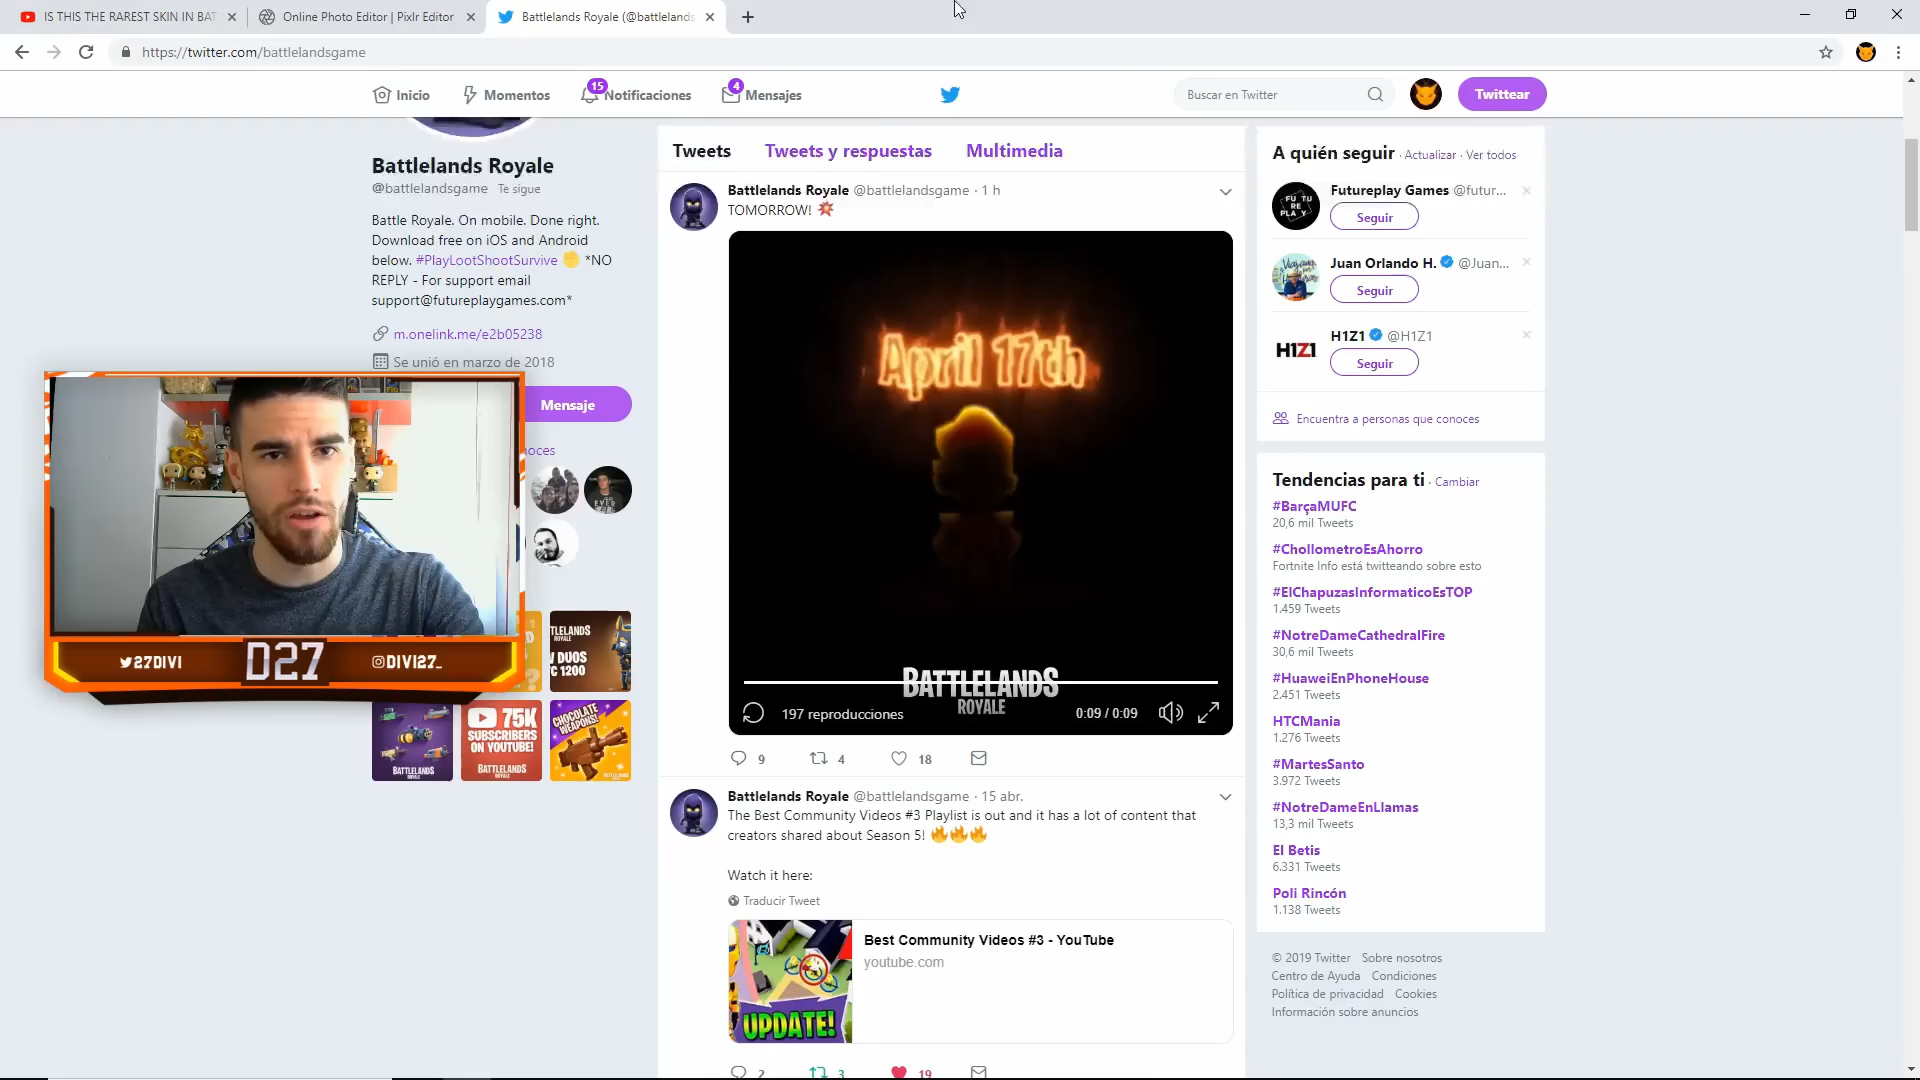 IS THIS THE RAREST SKIN IN BAT
Online Photo Editor | Pixlr Editor
Battlelands Royale (@battlelands
https://twitter.com/battlelandsgame
Inicio
Momentos
15
Notificaciones
4
Mensajes
Buscar en Twitter
Twittear
Battlelands Royale
@battlelandsgame Te sigue
Battle Royale. On mobile. Done right.
Download free on iOS and Android
below. #PlayLootShootSurvive *NO
REPLY - For support email
support@futureplaygames.com*
m.onelink.me/e2b05238
Se unió en marzo de 2018
Mensaje
noces
27DIVI
D27
DIVI27_
TLELANDS
ROYALE
DUOS
1200
BATTLELANDS
75K
SUBSCRIBERS
ON YOUTUBE!
BATTLELANDS
CHOCOLATE
WEAPONS!
Tweets
Tweets y respuestas
Multimedia
Battlelands Royale @battlelandsgame · 1 h
TOMORROW!
April 17th
BATTLELANDS
ROYALE
197 reproducciones
0:09 / 0:09
9
4
18
Battlelands Royale @battlelandsgame · 15 abr.
The Best Community Videos #3 Playlist is out and it has a lot of content that
creators shared about Season 5!
Watch it here:
Traducir Tweet
UPDATE!
Best Community Videos #3 - YouTube
youtube.com
2
3
19
A quién seguir · Actualizar · Ver todos
FU TU
RE
PLA Y
Futureplay Games @futur...
Seguir
Juan Orlando H. @Juan...
Seguir
H1Z1
H1Z1 @H1Z1
Seguir
Encuentra a personas que conoces
Tendencias para ti · Cambiar
#BarçaMUFC
20,6 mil Tweets
#ChollometroEsAhorro
Fortnite Info está twitteando sobre esto
#ElChapuzasInformaticoEsTOP
1.459 Tweets
#NotreDameCathedralFire
30,6 mil Tweets
#HuaweiEnPhoneHouse
2.451 Tweets
HTCMania
1.276 Tweets
#MartesSanto
3.972 Tweets
#NotreDameEnLlamas
13,3 mil Tweets
El Betis
6.331 Tweets
Poli Rincón
1.138 Tweets
© 2019 Twitter Sobre nosotros
Centro de Ayuda Condiciones
Política de privacidad Cookies
Información sobre anuncios